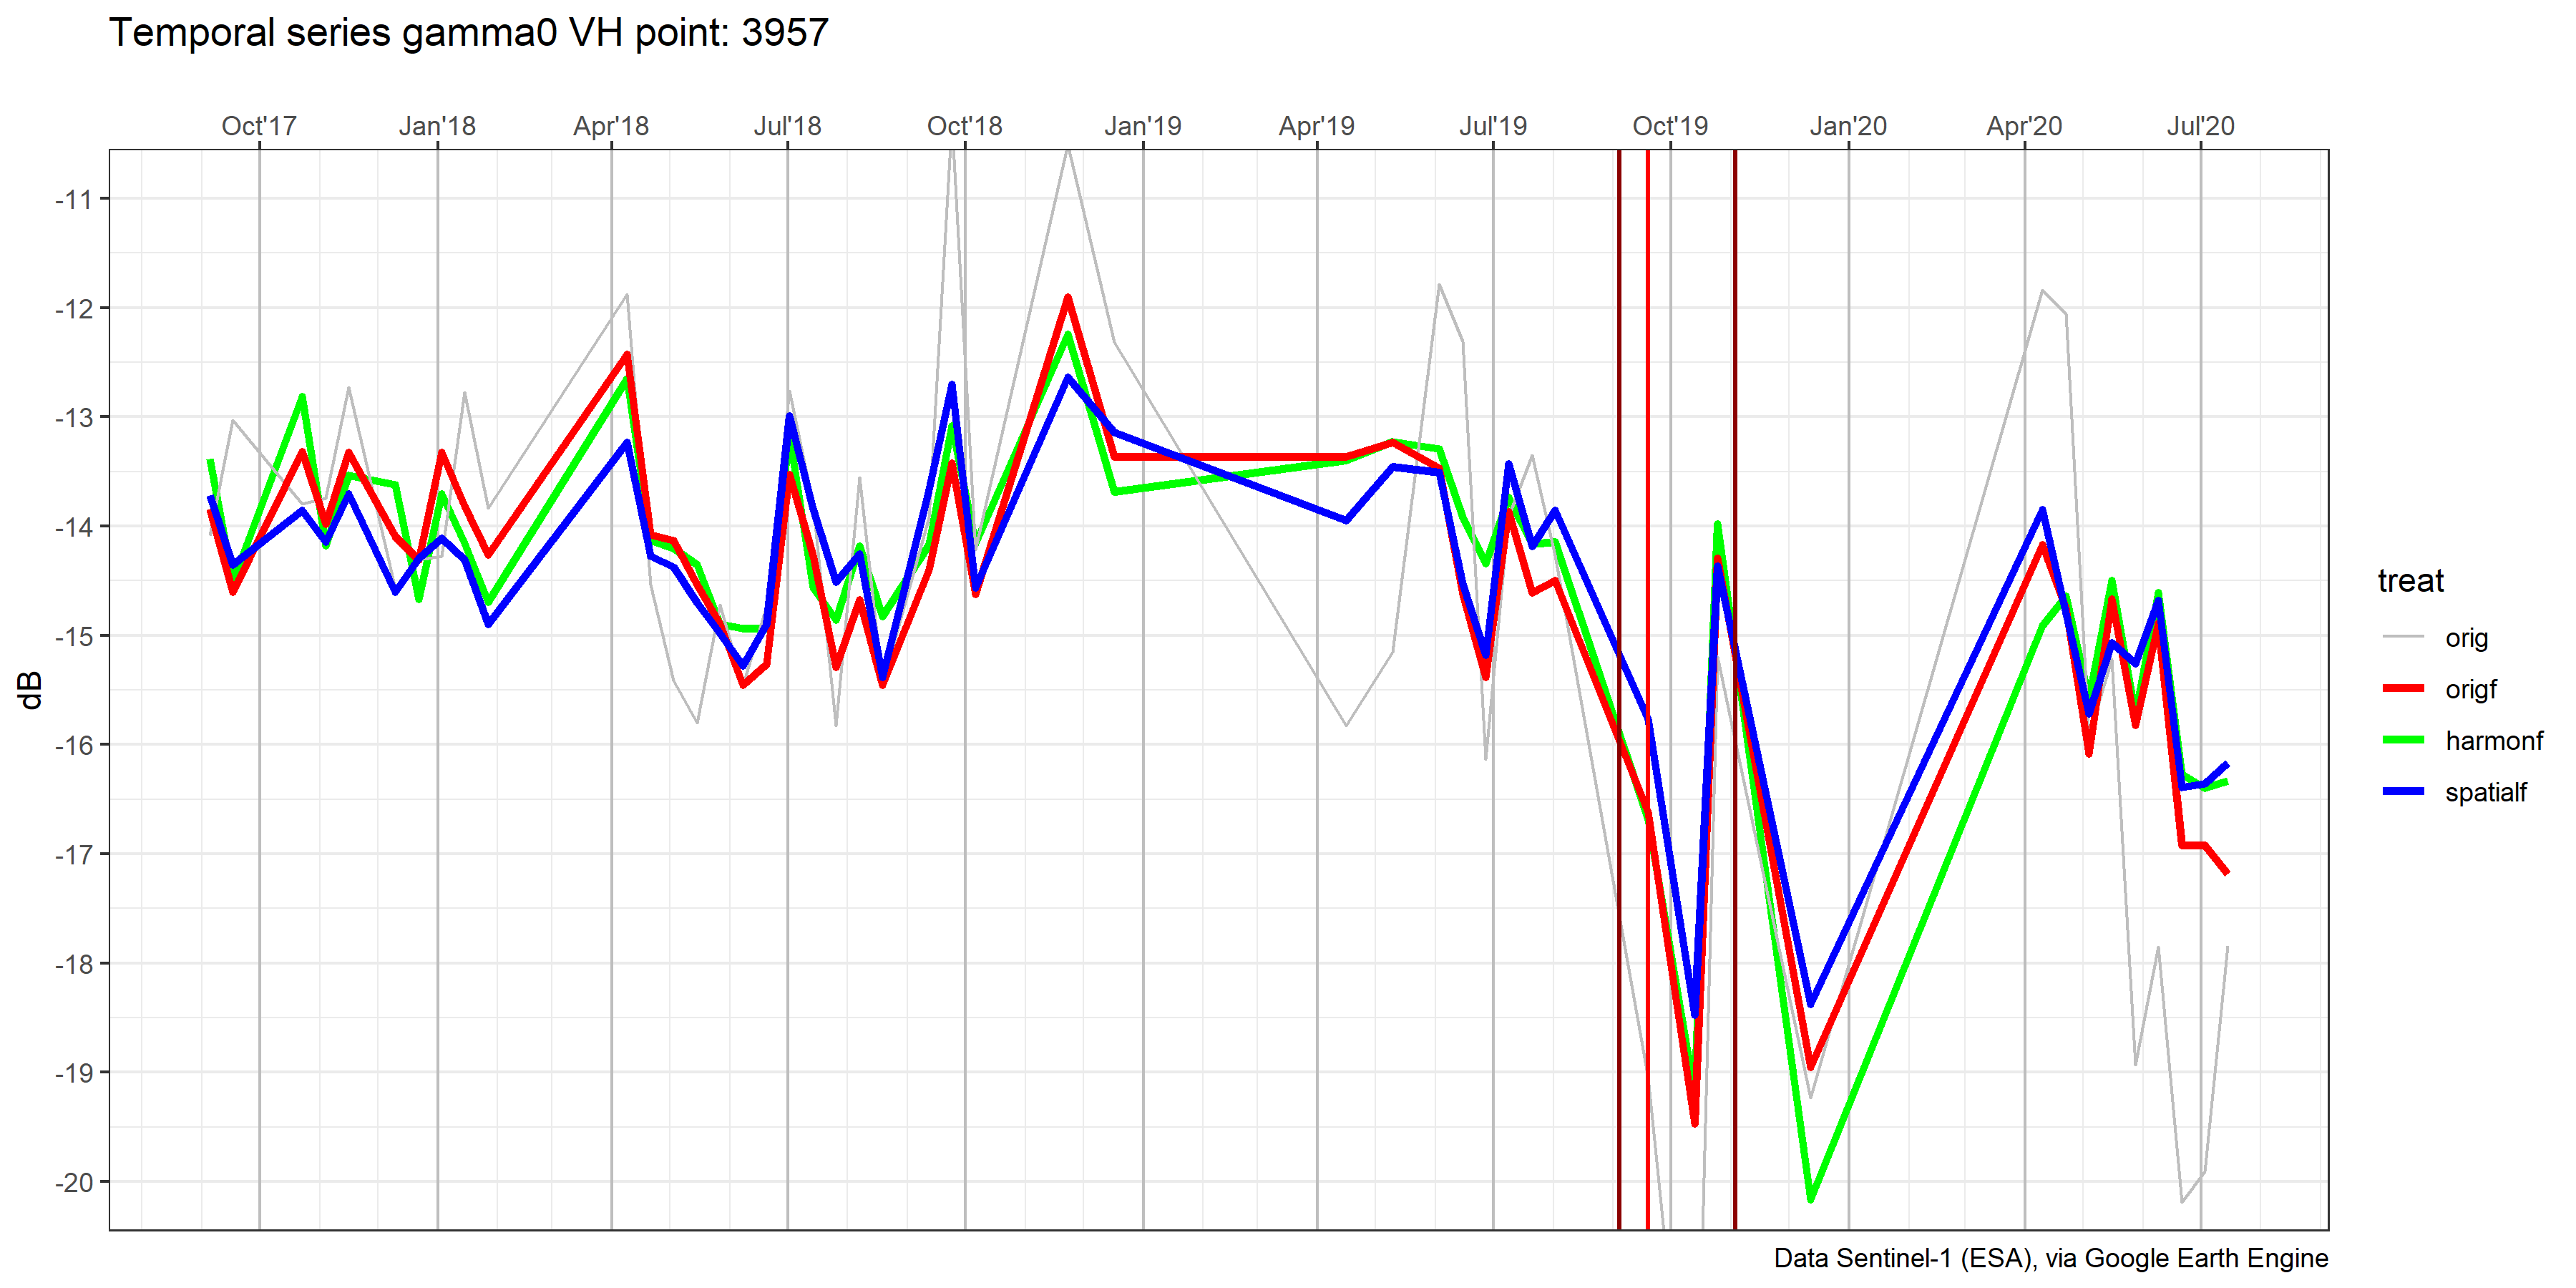 Temporal series gamma0 VH point: 3957
Oct'17 Jan'18 Apr'18 Jul'18 Oct'18 Jan'19 Apr'19 Jul'19 Oct'19 Jan'20 Apr'20 Jul'20
-11
-12
-13
-14
-15
-16
-17
-18
-19
-20
dB
treat
orig
origf
harmonf
spatialf
Data Sentinel-1 (ESA), via Google Earth Engine